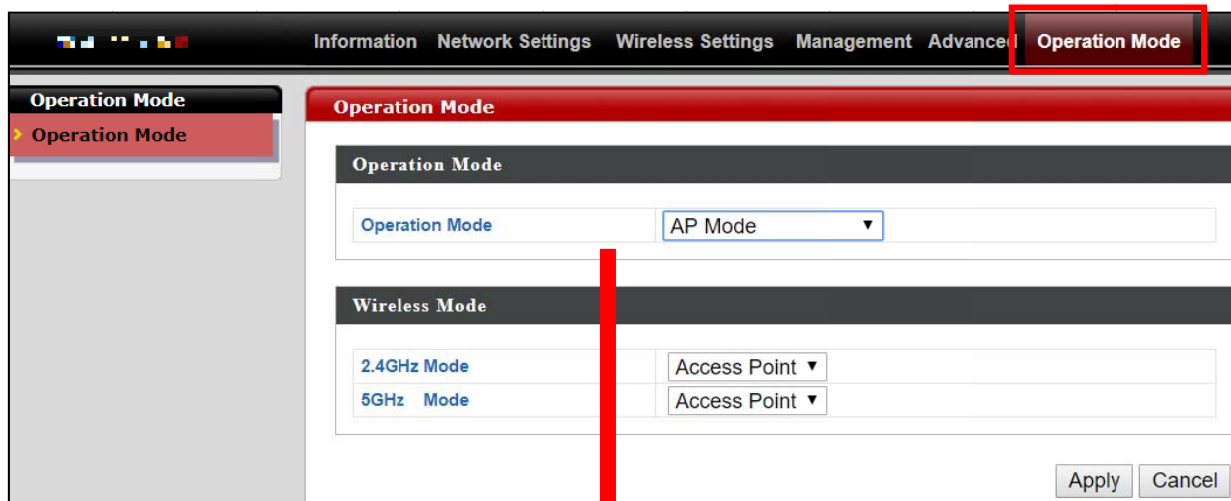 Information Network Settings Wireless Settings Management Advanced Operation Mode
Operation Mode
Operation Mode
Operation Mode
Operation Mode
Operation Mode AP Mode
Wireless Mode
2.4GHz Mode Access Point
5GHz Mode Access Point
Apply Cancel